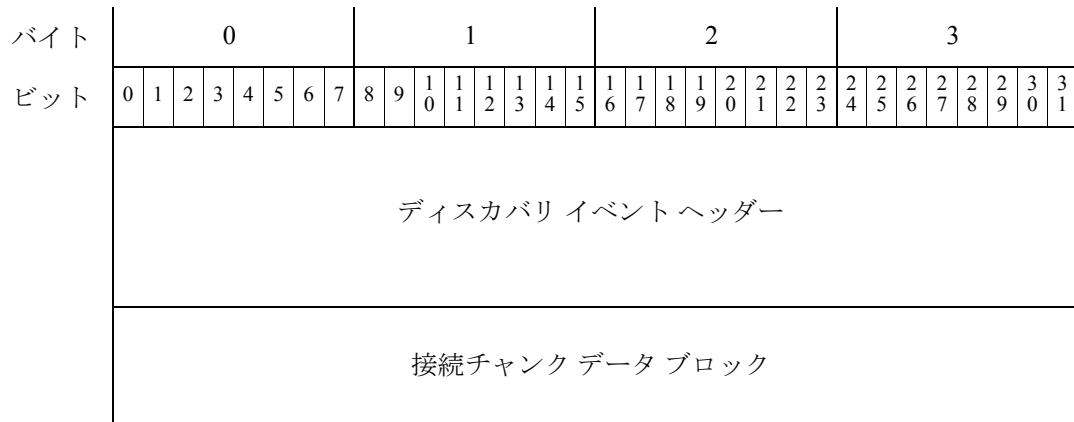 バイト 0 1 2 3
ビット 0 1 2 3 4 5 6 7 8 9 10 11 12 13 14 15 16 17 18 19 20 21 22 23 24 25 26 27 28 29 30 31
ディスカバリ イベント ヘッダー
接続チャンク データ ブロック